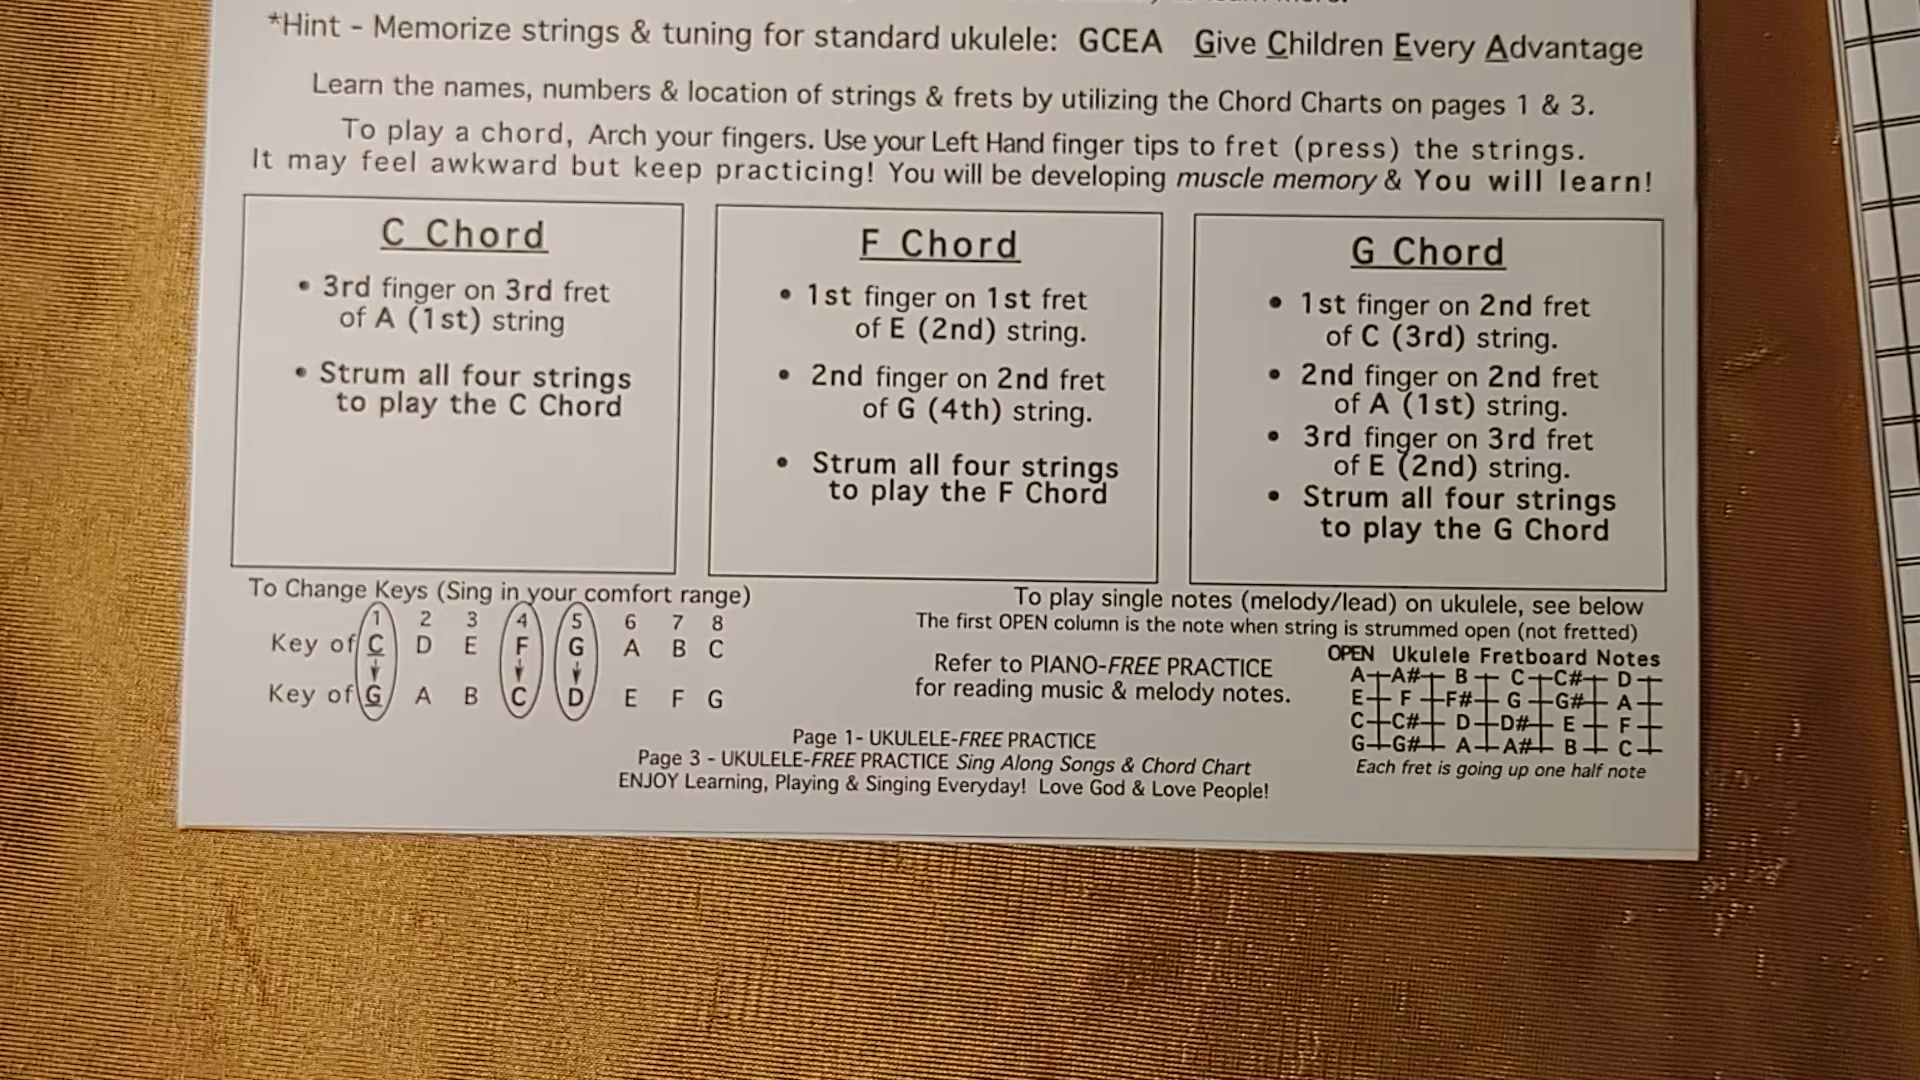 *Hint - Memorize strings & tuning for standard ukulele: GCEA Give Children Every Advantage
Learn the names, numbers & location of strings & frets by utilizing the Chord Charts on pages 1 & 3.
To play a chord, Arch your fingers. Use your Left Hand finger tips to fret (press) the strings.
It may feel awkward but keep practicing! You will be developing muscle memory & You will learn!
C Chord
• 3rd finger on 3rd fret
of A (1st) string
• Strum all four strings
to play the C Chord
F Chord
• 1st finger on 1st fret
of E (2nd) string.
• 2nd finger on 2nd fret
of G (4th) string.
• Strum all four strings
to play the F Chord
G Chord
• 1st finger on 2nd fret
of C (3rd) string.
• 2nd finger on 2nd fret
of A (1st) string.
• 3rd finger on 3rd fret
of E (2nd) string.
• Strum all four strings
to play the G Chord
To Change Keys (Sing in your comfort range)
1 2 3 4 5 6 7 8
Key of C D E F G A B C
Key of G A B C D E F G
To play single notes (melody/lead) on ukulele, see below
The first OPEN column is the note when string is strummed open (not fretted)
Refer to PIANO-FREE PRACTICE
for reading music & melody notes.
OPEN Ukulele Fretboard Notes
A A# B C C# D
E F F# G G# A
C C# D D# E F
G G# A A# B C
Each fret is going up one half note
Page 1- UKULELE-FREE PRACTICE
Page 3 - UKULELE-FREE PRACTICE Sing Along Songs & Chord Chart
ENJOY Learning, Playing & Singing Everyday! Love God & Love People!